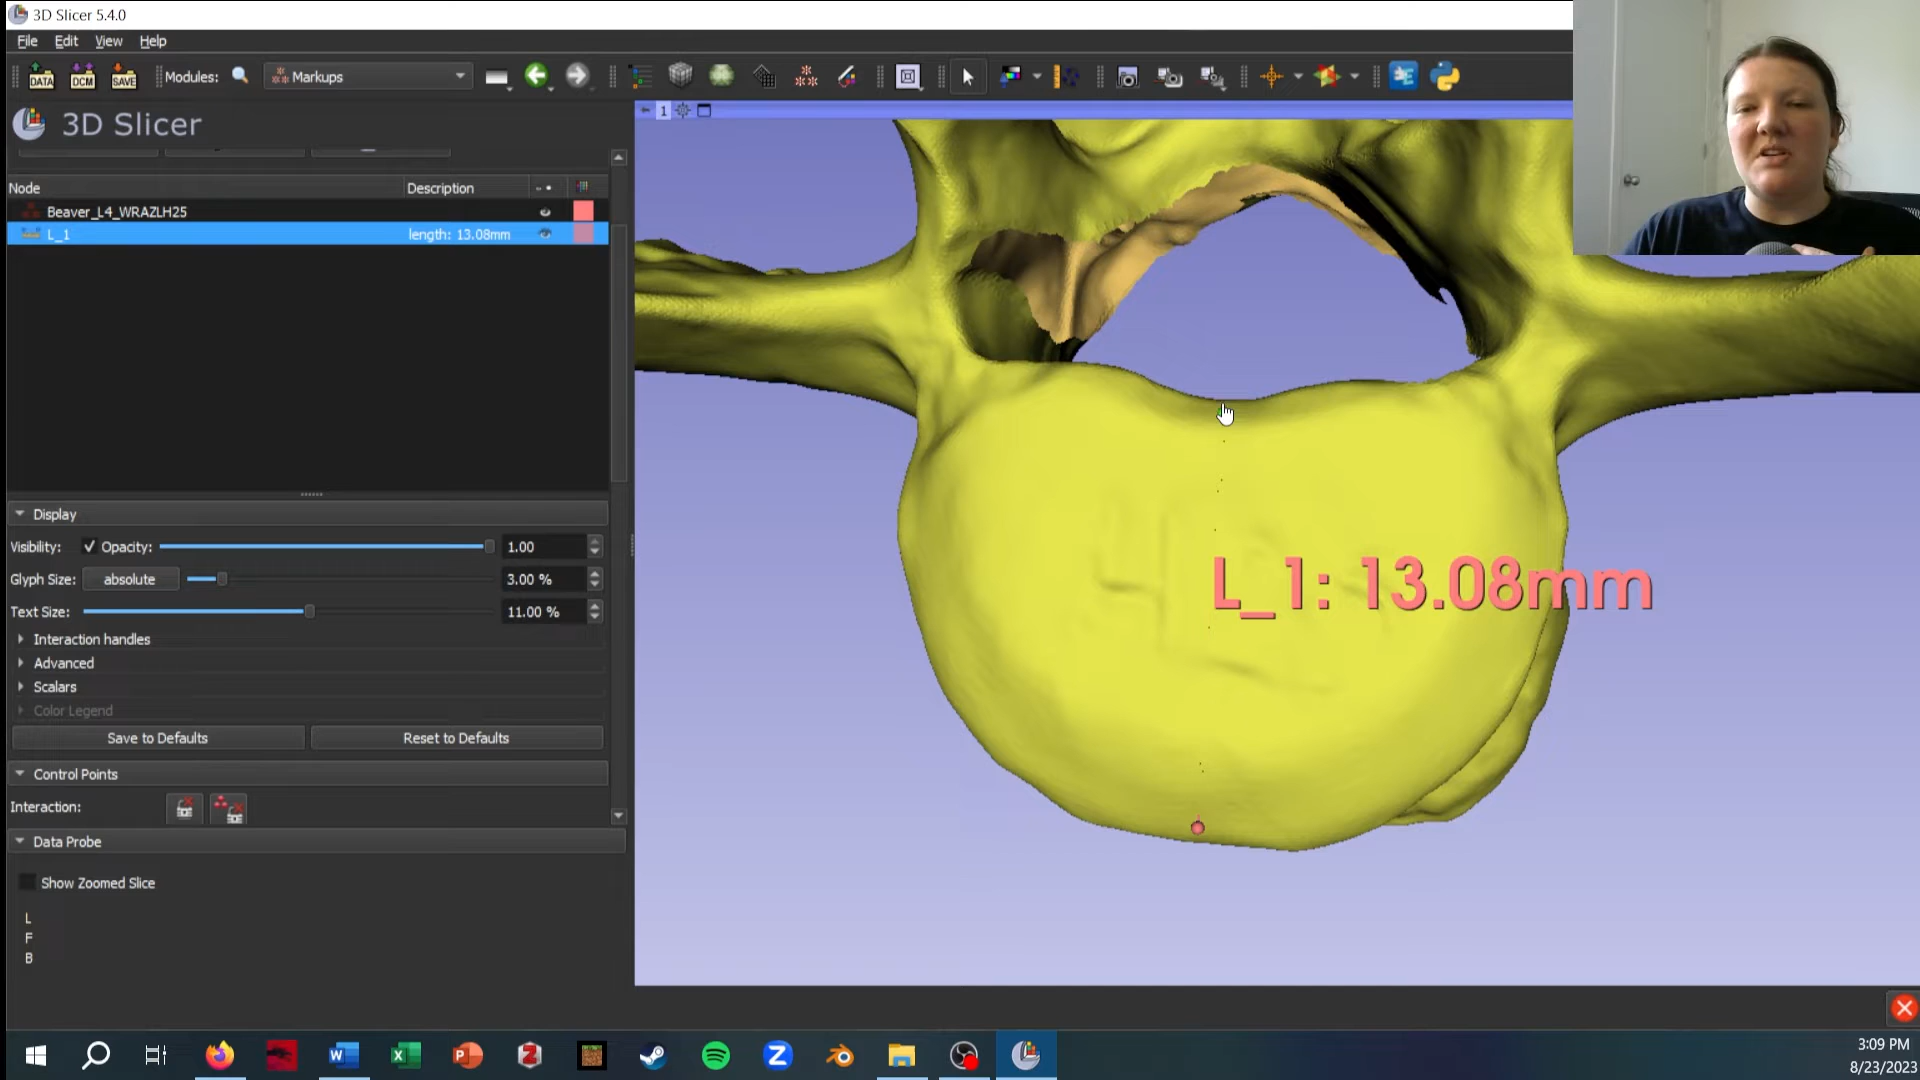 3D Slicer 5.4.0
File Edit View Help
DATA DCM SAVE Modules: Markups
3D Slicer
1
Node Description
Beaver_L4_WRAZLH25
L_1 length: 13.08mm
Display
Visibility: Opacity: 1.00
Glyph Size: absolute 3.00 %
Text Size: 11.00 %
Interaction handles
Advanced
Scalars
Color Legend
Save to Defaults Reset to Defaults
Control Points
Interaction:
Data Probe
Show Zoomed Slice
L
F
B
L_1: 13.08mm
3:09 PM
8/23/2023